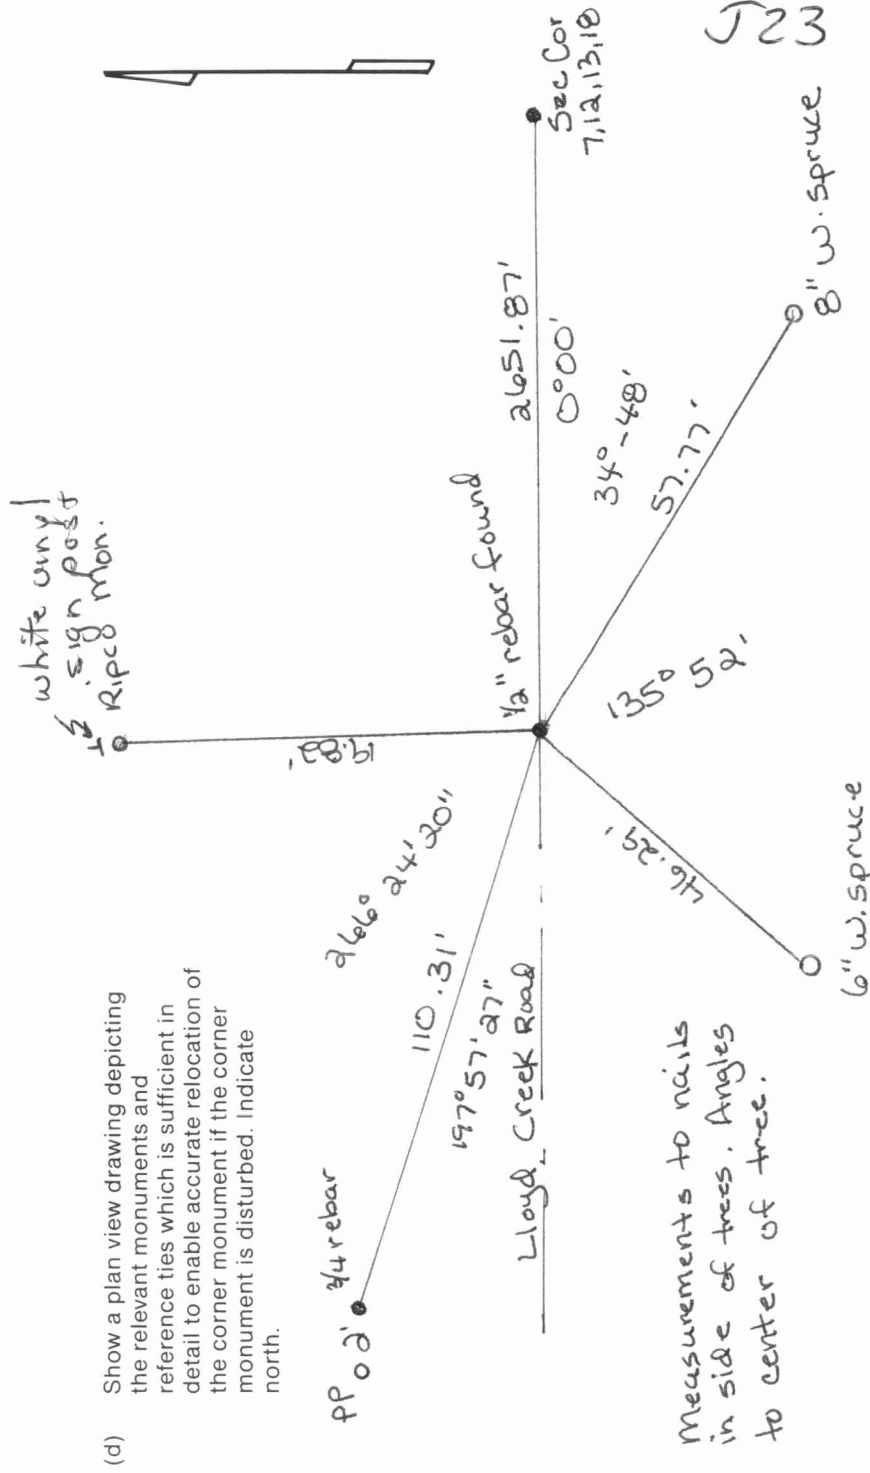 (d) Show a plan view drawing depicting
the relevant monuments and
reference ties which is sufficient in
detail to enable accurate relocation of
the corner monument if the corner
monument is disturbed. Indicate
north.
J23
white vinyl
sign post
Ripco Mon.
19.82'
PP 2'
3/4 rebar
110.31'
266° 24' 20"
197° 57' 27"
1/2" rebar found
2651.87'
0°00'
Sec Cor
7,12,13,18
Lloyd Creek Road
34°-48'
57.77'
8" W. Spruce
135° 52'
46.29'
6" W. Spruce
Measurements to nails
in side of trees. Angles
to center of tree.